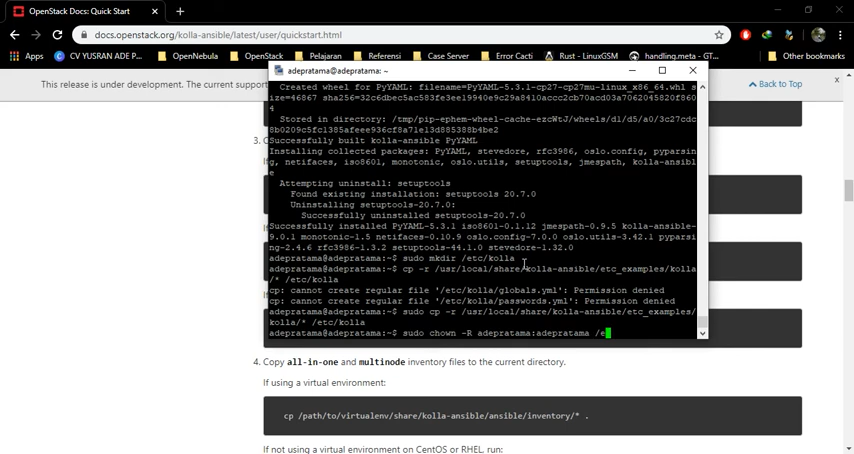 OpenStack Docs: Quick Start
docs.openstack.org/kolla-ansible/latest/user/quickstart.html
Apps CV YUSRAN ADE P... OpenNebula OpenStack Pelajaran Referensi Case Server Error Cacti Rust - LinuxGSM handling.meta - GT... Other bookmarks
This release is under development. The current support
Back to Top
x
adepratama@adepratama: ~
Created wheel for PyYAML: filename=PyYAML-5.3.1-cp27-cp27mu-linux_x86_64.whl s
ize=46867 sha256=32c6dbec5ac583fe3ee19940e9c29a8410accc2cb70acd03a7062045820f860
4
Stored in directory: /tmp/pip-ephem-wheel-cache-ezcWtJ/wheels/d1/d5/a0/3c27cdc
8b0209c5fc1385afeee936cf8a71e13d885388b4be2
Successfully built kolla-ansible PyYAML
Installing collected packages: PyYAML, stevedore, rfc3986, oslo.config, pyparsin
g, netifaces, iso8601, monotonic, oslo.utils, setuptools, jmespath, kolla-ansibl
e
Attempting uninstall: setuptools
Found existing installation: setuptools 20.7.0
Uninstalling setuptools-20.7.0:
Successfully uninstalled setuptools-20.7.0
Successfully installed PyYAML-5.3.1 iso8601-0.1.12 jmespath-0.9.5 kolla-ansible-
9.0.1 monotonic-1.5 netifaces-0.10.9 oslo.config-7.0.0 oslo.utils-3.42.1 pyparsi
ng-2.4.6 rfc3986-1.3.2 setuptools-44.1.0 stevedore-1.32.0
adepratama@adepratama:~$ sudo mkdir /etc/kolla
adepratama@adepratama:~$ cp -r /usr/local/share/kolla-ansible/etc_examples/kolla
/* /etc/kolla
cp: cannot create regular file '/etc/kolla/globals.yml': Permission denied
cp: cannot create regular file '/etc/kolla/passwords.yml': Permission denied
adepratama@adepratama:~$ sudo cp -r /usr/local/share/kolla-ansible/etc_examples/
kolla/* /etc/kolla
adepratama@adepratama:~$ sudo chown -R adepratama:adepratama /e
3.
4. Copy all-in-one and multinode inventory files to the current directory.
If using a virtual environment:
cp /path/to/virtualenv/share/kolla-ansible/ansible/inventory/* .
If not using a virtual environment on CentOS or RHEL, run: